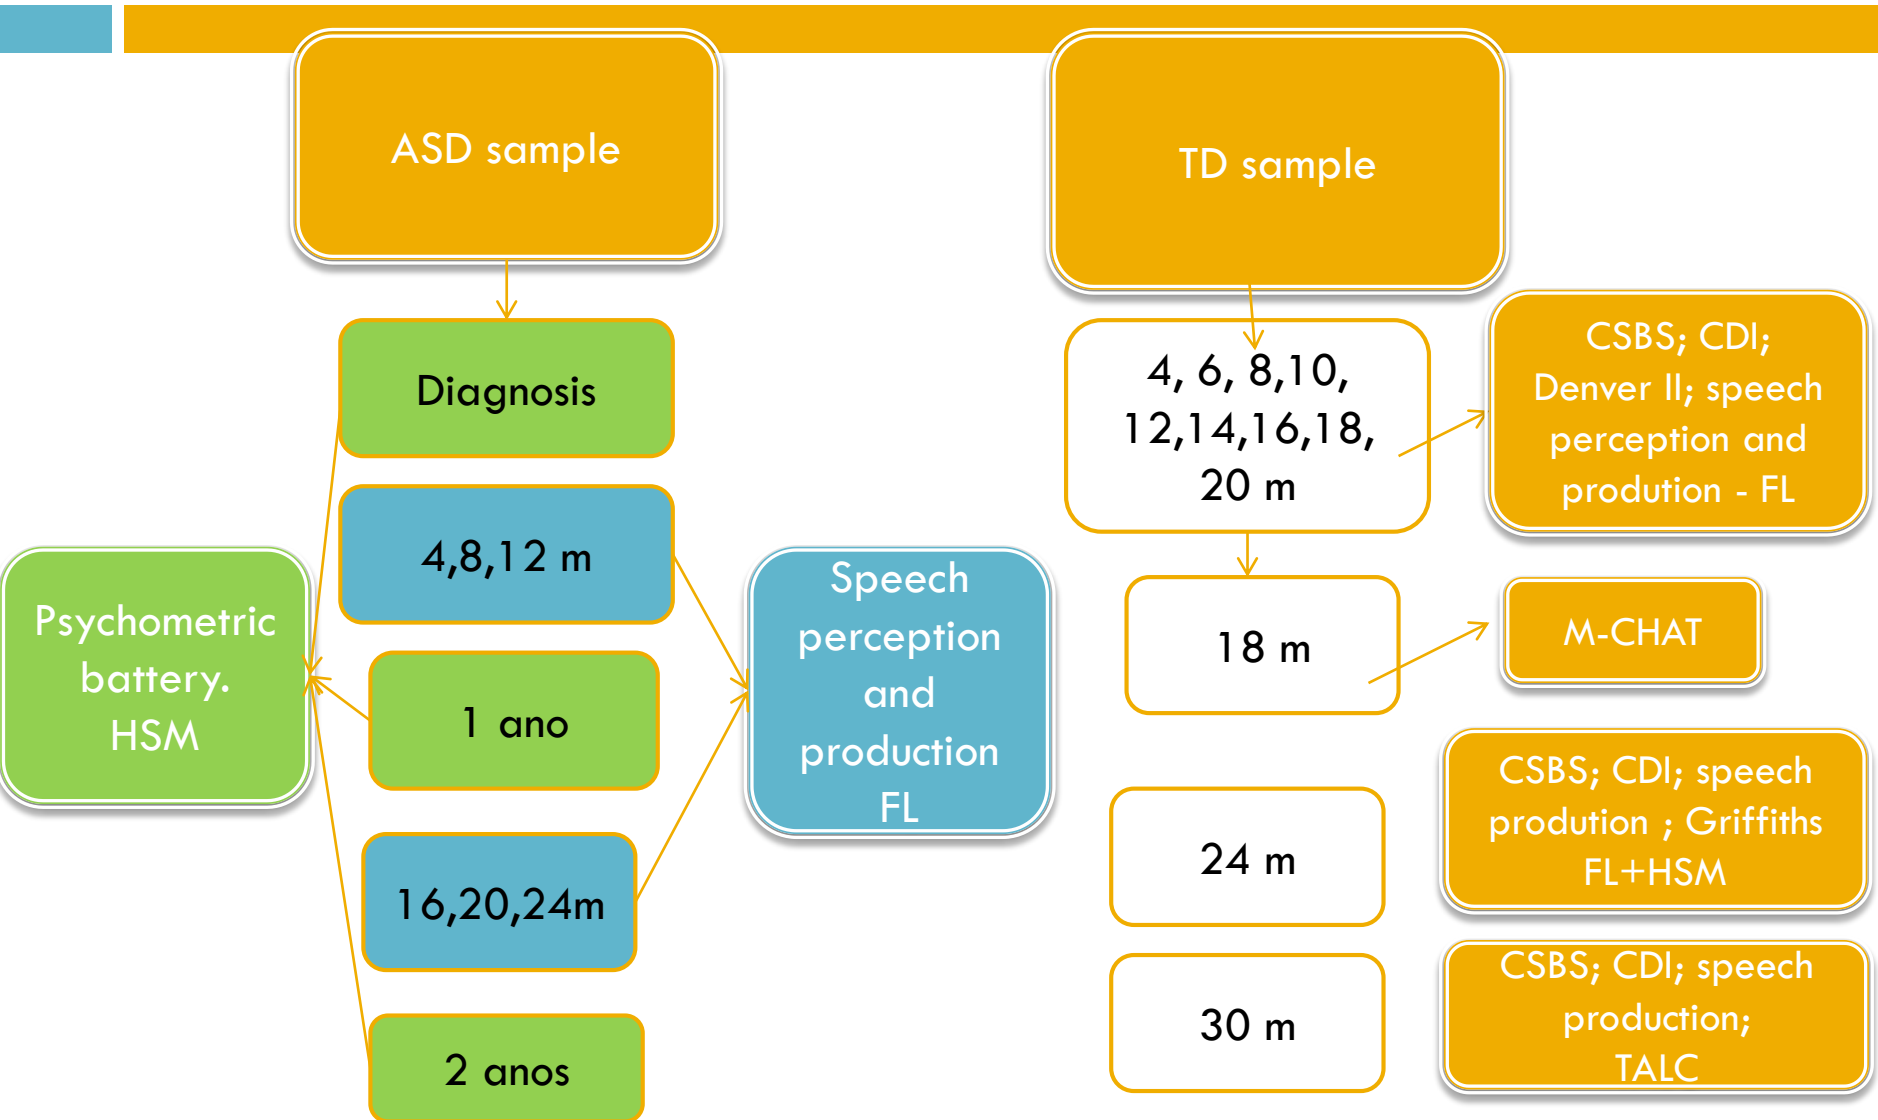 ASD sample
TD sample
Diagnosis
4,8,12 m
1 ano
16,20,24m
2 anos
Psychometric
battery.
HSM
Speech
perception
and
production
FL
4, 6, 8,10,
12,14,16,18,
20 m
CSBS; CDI;
Denver II; speech
perception and
prodution - FL
18 m
M-CHAT
24 m
CSBS; CDI; speech
prodution ; Griffiths
FL+HSM
30 m
CSBS; CDI; speech
production;
TALC